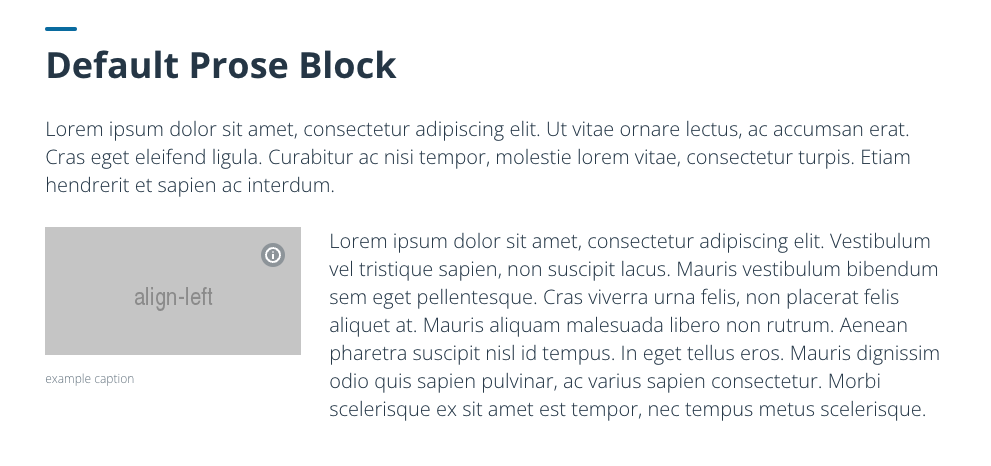 Default Prose Block
Lorem ipsum dolor sit amet, consectetur adipiscing elit. Ut vitae ornare lectus, ac accumsan erat.
Cras eget eleifend ligula. Curabitur ac nisi tempor, molestie lorem vitae, consectetur turpis. Etiam
hendrerit et sapien ac interdum.
align-left
example caption
Lorem ipsum dolor sit amet, consectetur adipiscing elit. Vestibulum
vel tristique sapien, non suscipit lacus. Mauris vestibulum bibendum
sem eget pellentesque. Cras viverra urna felis, non placerat felis
aliquet at. Mauris aliquam malesuada libero non rutrum. Aenean
pharetra suscipit nisl id tempus. In eget tellus eros. Mauris dignissim
odio quis sapien pulvinar, ac varius sapien consectetur. Morbi
scelerisque ex sit amet est tempor, nec tempus metus scelerisque.